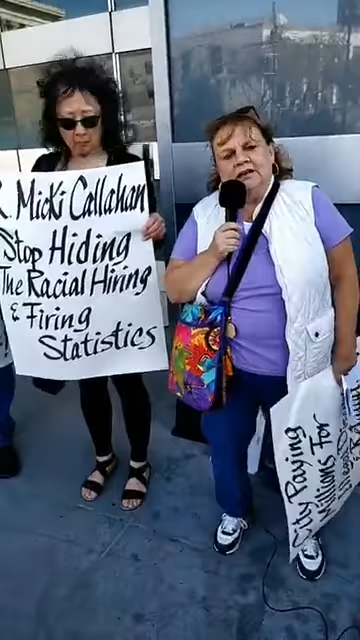 & Micki Callahan
Stop Hiding
The Racial Hiring
& Firing
Statistics
City Paying
Millions For